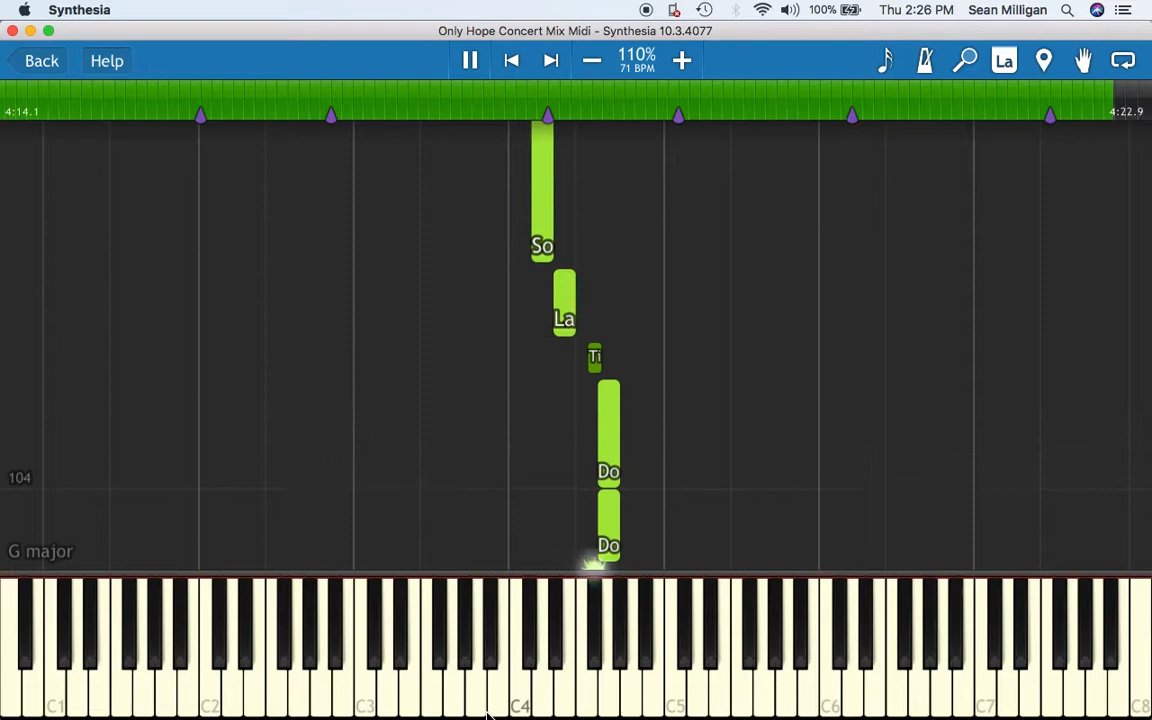 Synthesia 100% Thu 2:26 PM Sean Milligan
Only Hope Concert Mix Midi - Synthesia 10.3.4077
Back Help 110% La
71 BPM
4:14.1 4:22.9
So
La
Ti
Do
104
Do
G major
C1 C2 C3 C4 C5 C6 C7 C8